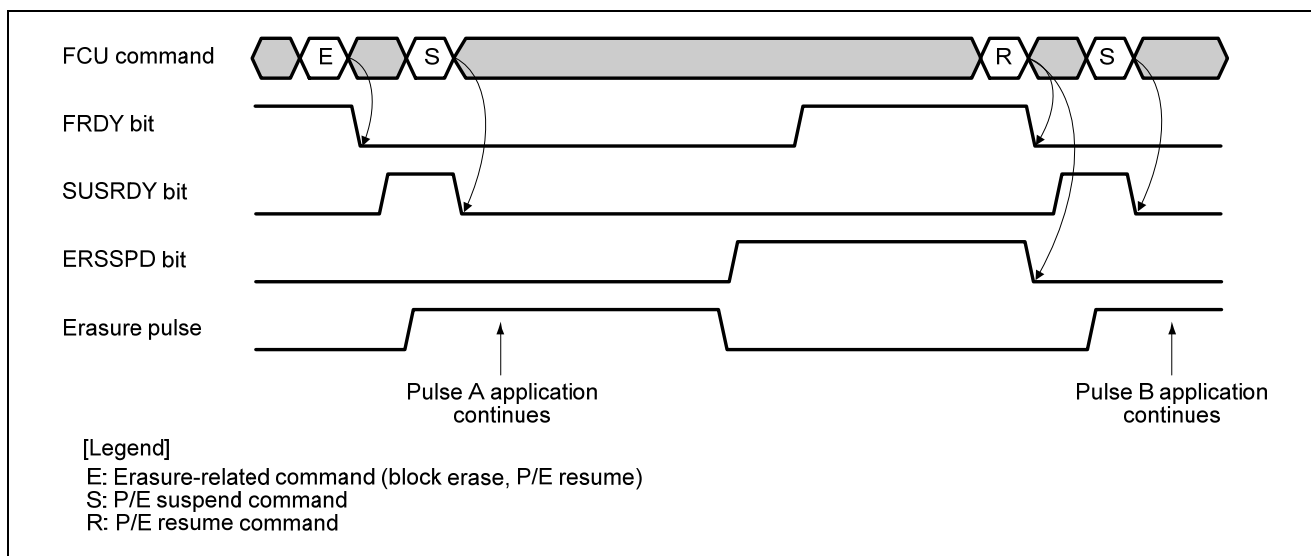 FCU command
E
S
R
S
FRDY bit
SUSRDY bit
ERSSPD bit
Erasure pulse
Pulse A application
continues
Pulse B application
continues
[Legend]
E: Erasure-related command (block erase, P/E resume)
S: P/E suspend command
R: P/E resume command